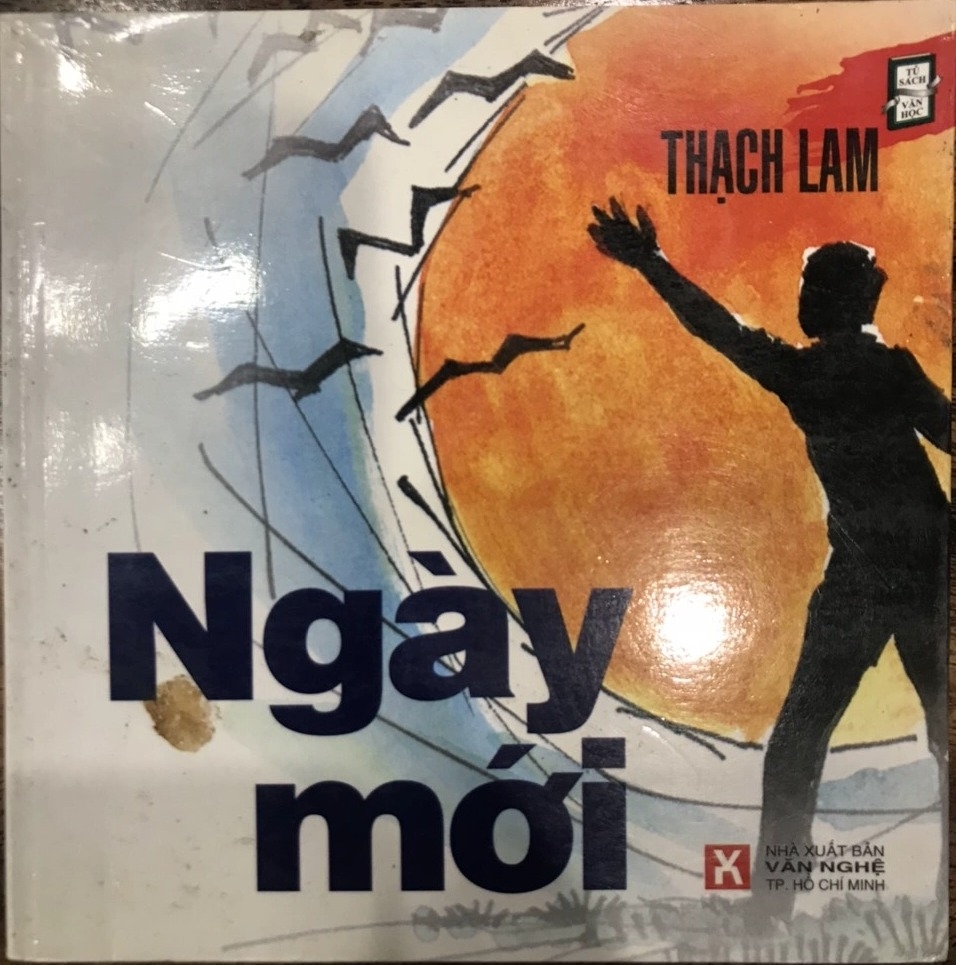 TỦ
SÁCH
VĂN
HỌC
THẠCH LAM
Ngày
mới
NHÀ XUẤT BẢN
VĂN NGHỆ
TP. HỒ CHÍ MINH